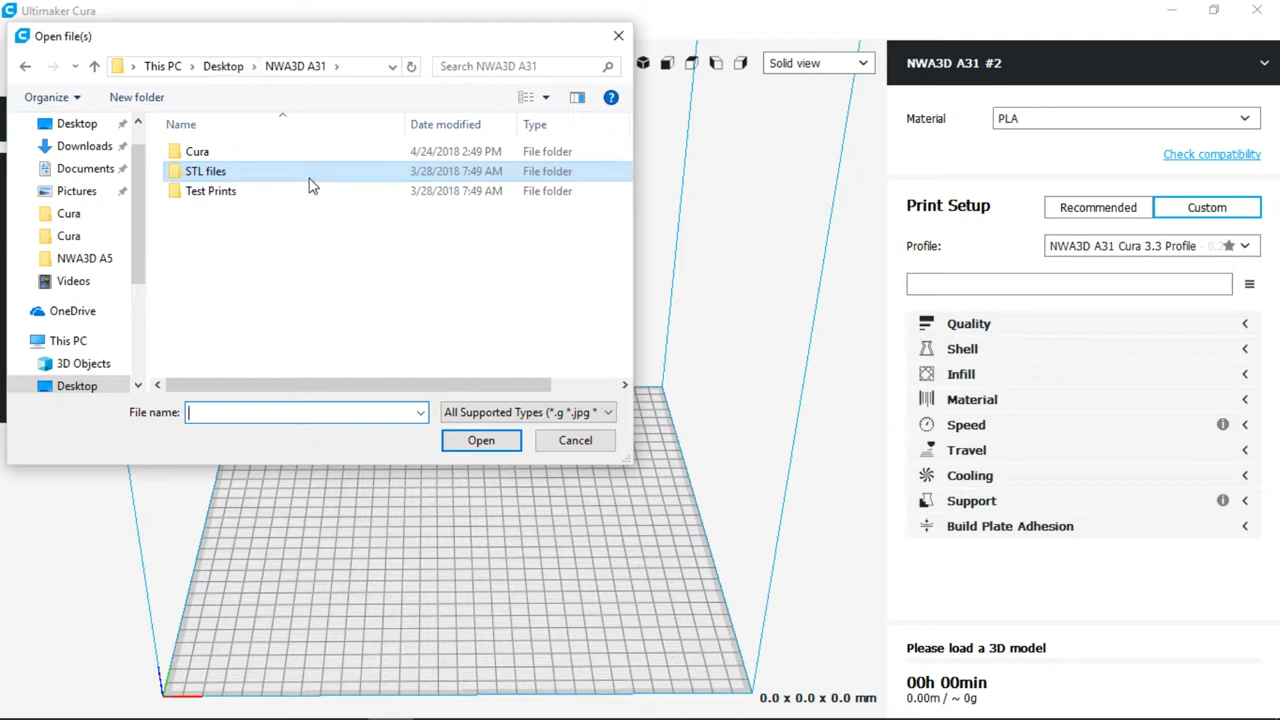 Ultimaker Cura
Open file(s)
This PC › Desktop › NWA3D A31 ›
Search NWA3D A31
Organize
New folder
Name
Date modified
Type
Desktop
Downloads
Documents
Pictures
Cura
Cura
NWA3D A5
Videos
OneDrive
This PC
3D Objects
Desktop
Cura 4/24/2018 2:49 PM File folder
STL files 3/28/2018 7:49 AM File folder
Test Prints 3/28/2018 7:49 AM File folder
File name:
All Supported Types (*.g *.jpg *
Open
Cancel
Solid view
NWA3D A31 #2
Material
PLA
Check compatibility
Print Setup
Recommended
Custom
Profile:
NWA3D A31 Cura 3.3 Profile
Quality
Shell
Infill
Material
Speed
Travel
Cooling
Support
Build Plate Adhesion
Please load a 3D model
00h 00min
0.00m / ~ 0g
0.0 x 0.0 x 0.0 mm